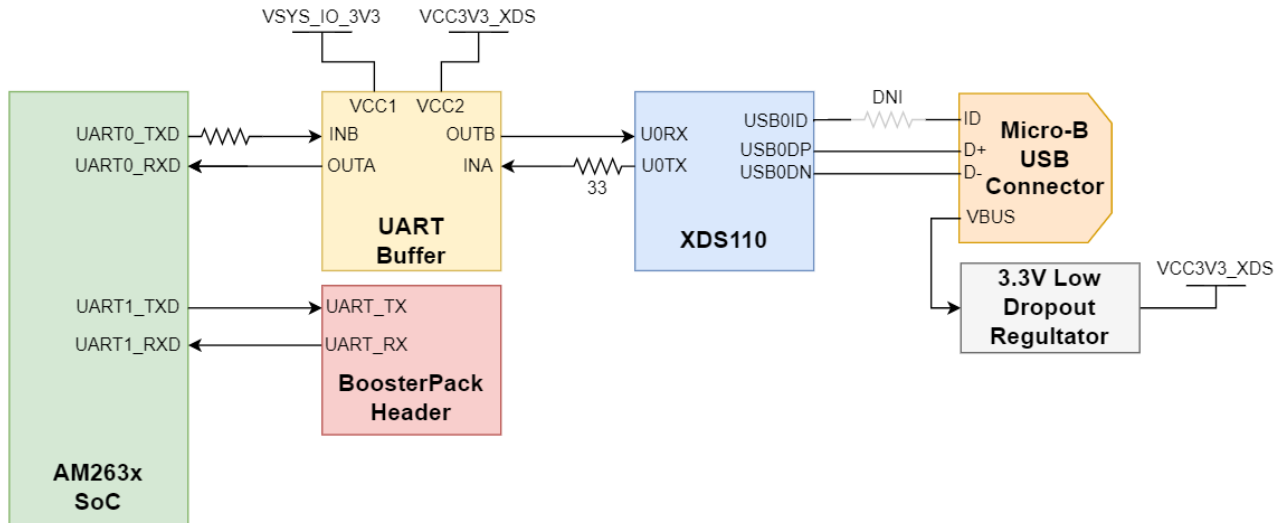 VSYS_IO_3V3
VCC3V3_XDS
VCC1
VCC2
UART0_TXD
INB
OUTB
U0RX
UART0_RXD
OUTA
INA
33
U0TX
UART
Buffer
XDS110
USB0ID
USB0DP
USB0DN
DNI
ID
D+
D-
VBUS
Micro-B
USB
Connector
3.3V Low
Dropout
Regultator
VCC3V3_XDS
UART1_TXD
UART_TX
UART1_RXD
UART_RX
BoosterPack
Header
AM263x
SoC